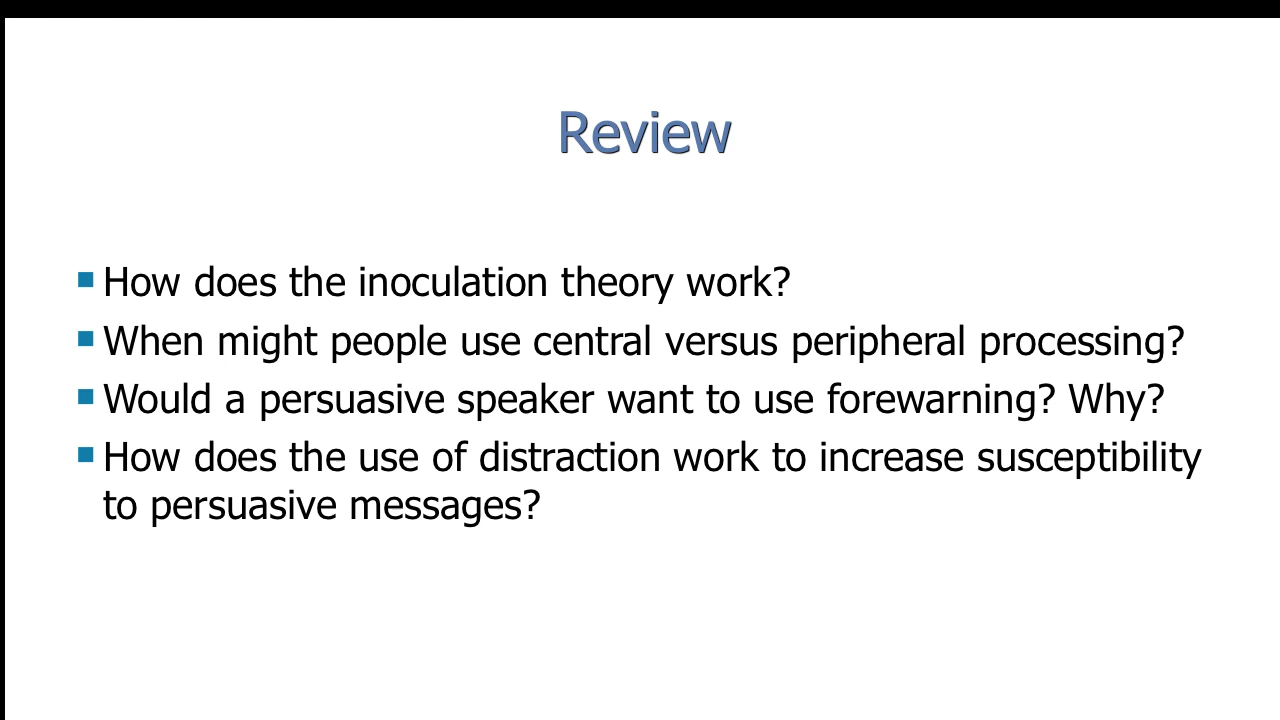 Review
How does the inoculation theory work?
When might people use central versus peripheral processing?
Would a persuasive speaker want to use forewarning? Why?
How does the use of distraction work to increase susceptibility
to persuasive messages?